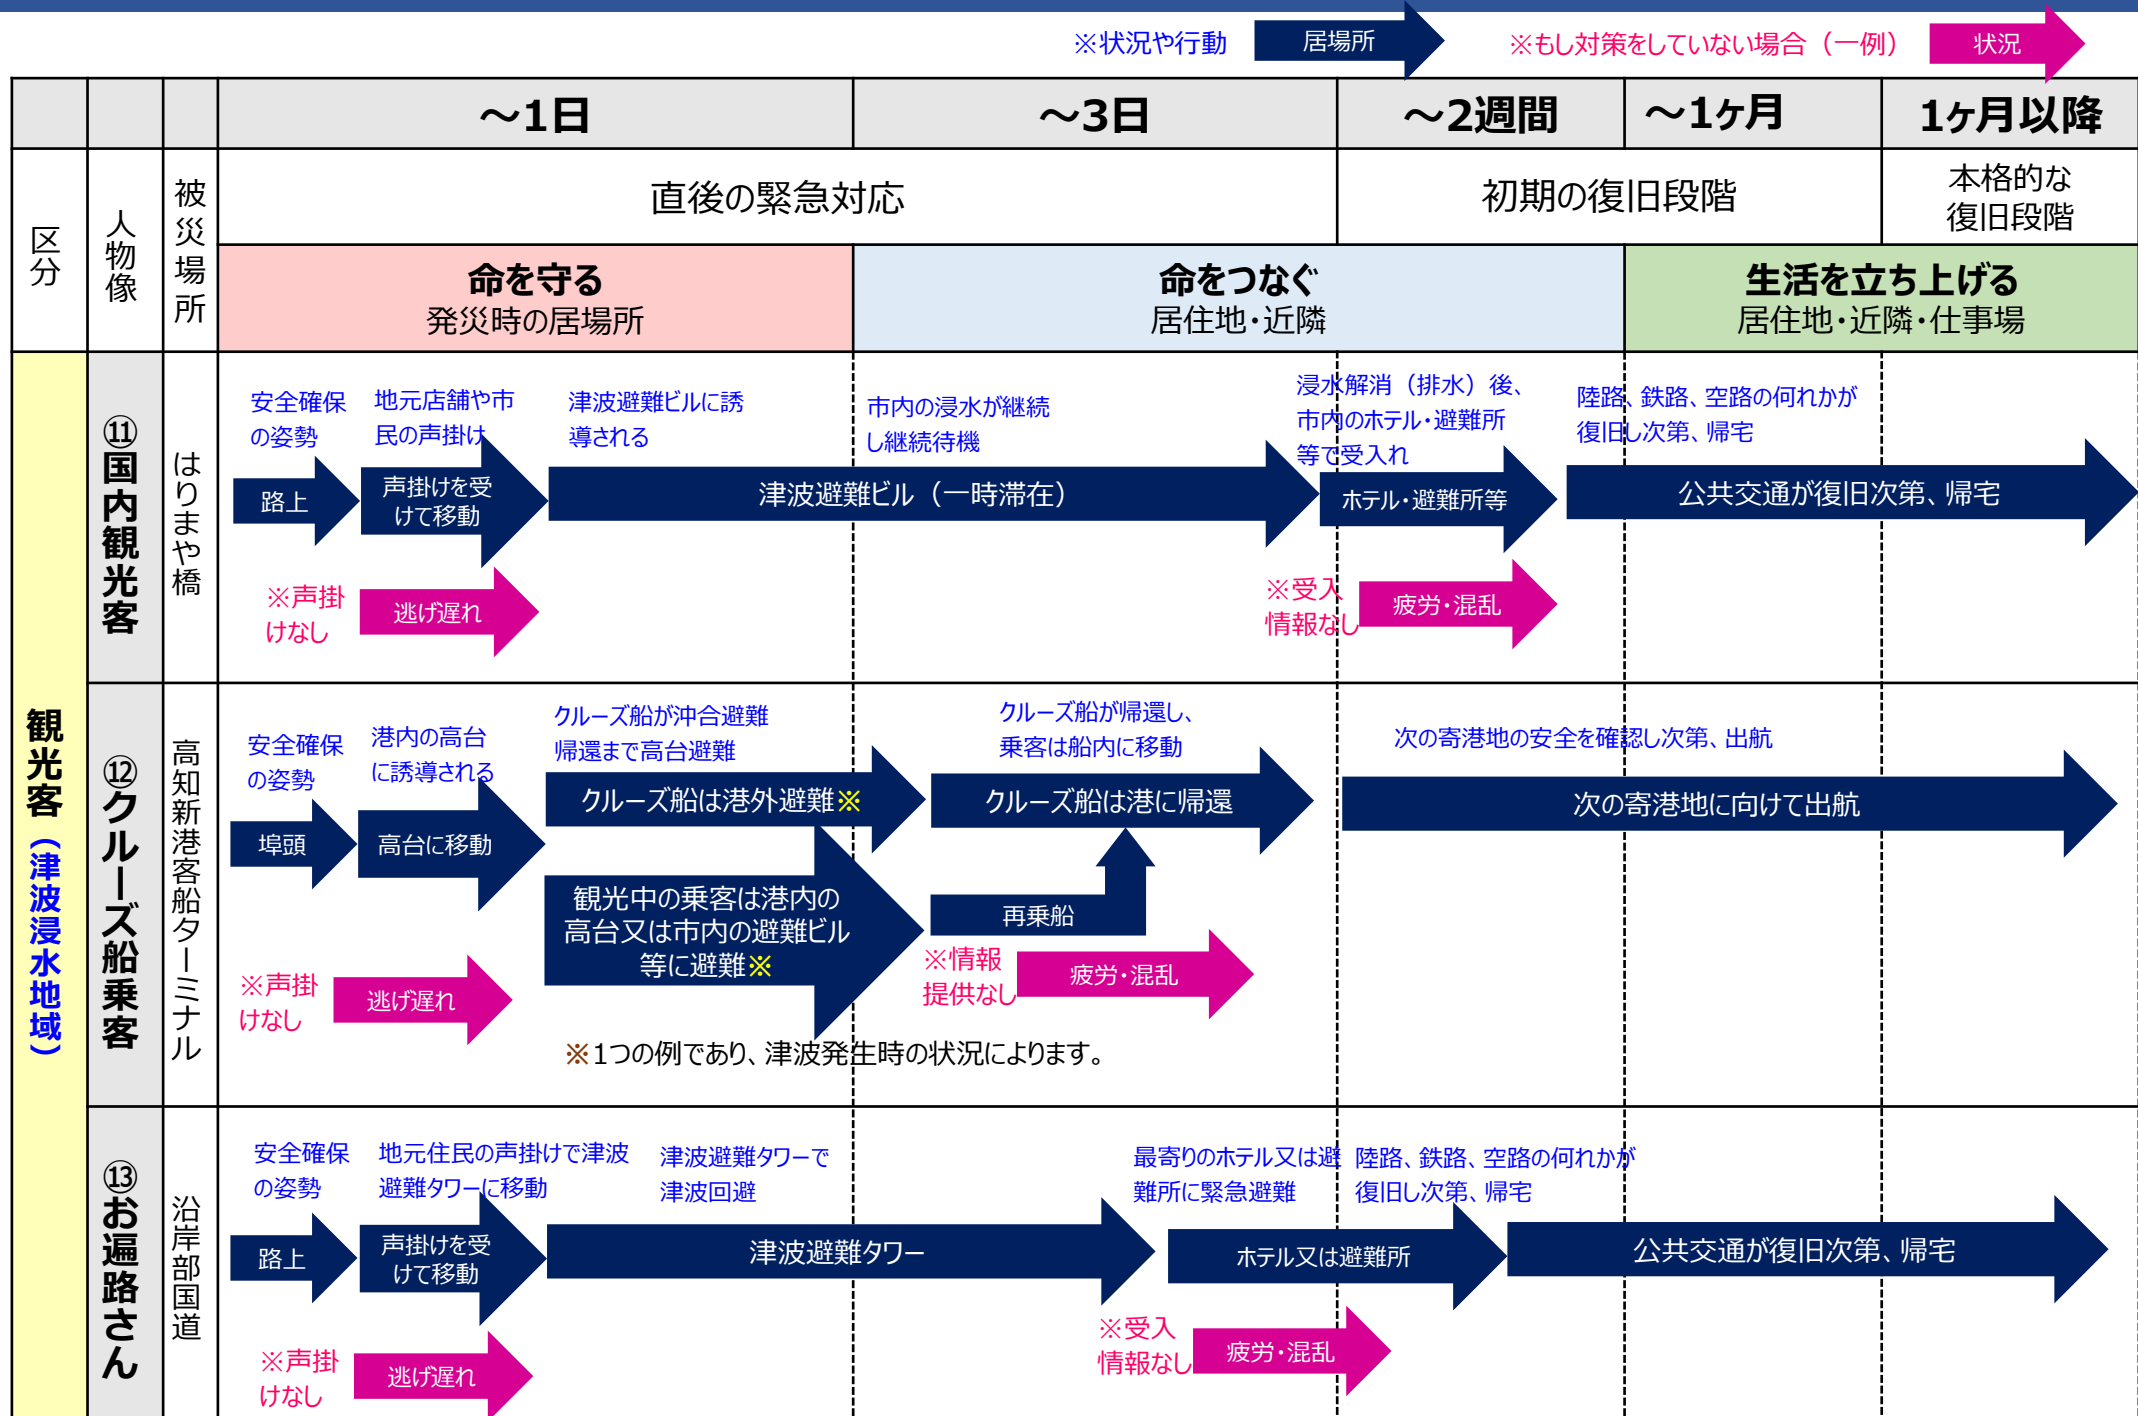 ※状況や行動
居場所
※もし対策をしていない場合（一例）
状況
～1日
～3日
～2週間
～1ヶ月
1ヶ月以降
区分
人物像
被災場所
直後の緊急対応
初期の復旧段階
本格的な
復旧段階
命を守る
発災時の居場所
命をつなぐ
居住地・近隣
生活を立ち上げる
居住地・近隣・仕事場
観光客（津波浸水地域）
⑪国内観光客
はりまや橋
安全確保
の姿勢
地元店舗や市
民の声掛け
津波避難ビルに誘
導される
市内の浸水が継続
し継続待機
浸水解消（排水）後、
市内のホテル・避難所
等で受入れ
陸路、鉄路、空路の何れかが
復旧し次第、帰宅
路上
声掛けを受
けて移動
津波避難ビル（一時滞在）
ホテル・避難所等
公共交通が復旧次第、帰宅
※声掛
けなし
逃げ遅れ
※受入
情報なし
疲労・混乱
⑫クルーズ船乗客
高知新港客船ターミナル
安全確保
の姿勢
港内の高台
に誘導される
クルーズ船が沖合避難
帰還まで高台避難
クルーズ船が帰還し、
乗客は船内に移動
次の寄港地の安全を確認し次第、出航
埠頭
高台に移動
クルーズ船は港外避難※
クルーズ船は港に帰還
次の寄港地に向けて出航
観光中の乗客は港内の
高台又は市内の避難ビル
等に避難※
再乗船
※声掛
けなし
逃げ遅れ
※情報
提供なし
疲労・混乱
※1つの例であり、津波発生時の状況によります。
⑬お遍路さん
沿岸部国道
安全確保
の姿勢
地元住民の声掛けで津波
避難タワーに移動
津波避難タワーで
津波回避
最寄りのホテル又は避
難所に緊急避難
陸路、鉄路、空路の何れかが
復旧し次第、帰宅
路上
声掛けを受
けて移動
津波避難タワー
ホテル又は避難所
公共交通が復旧次第、帰宅
※声掛
けなし
逃げ遅れ
※受入
情報なし
疲労・混乱